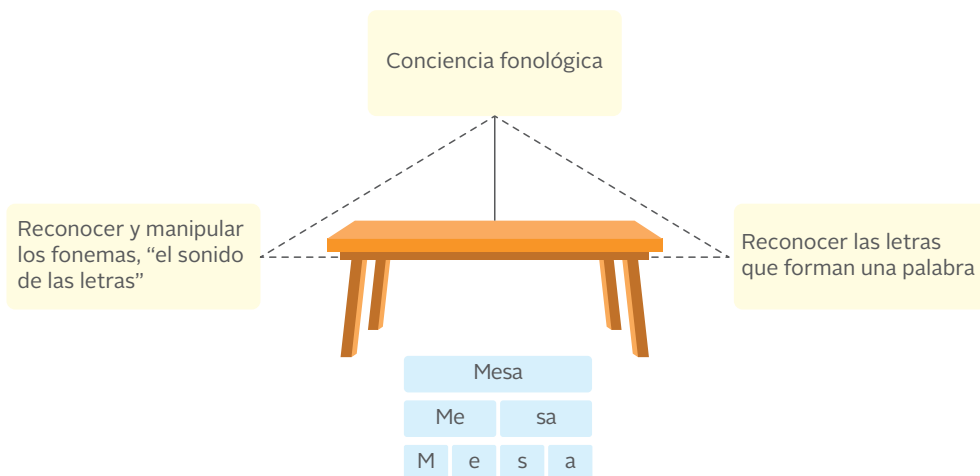 Conciencia fonológica
Reconocer y manipular
los fonemas, “el sonido
de las letras”
Reconocer las letras
que forman una palabra
Mesa
Me sa
M e s a